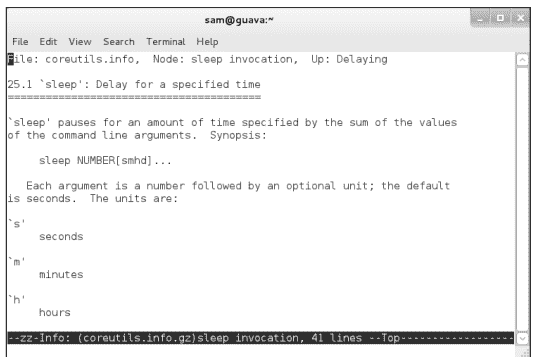 sam@guava:~
File Edit View Search Terminal Help
File: coreutils.info, Node: sleep invocation, Up: Delaying
25.1 `sleep': Delay for a specified time
========================================
`sleep' pauses for an amount of time specified by the sum of the values
of the command line arguments. Synopsis:
sleep NUMBER[smhd]...
Each argument is a number followed by an optional unit; the default
is seconds. The units are:
`s'
seconds
`m'
minutes
`h'
hours
--zz-Info: (coreutils.info.gz)sleep invocation, 41 lines --Top------------------